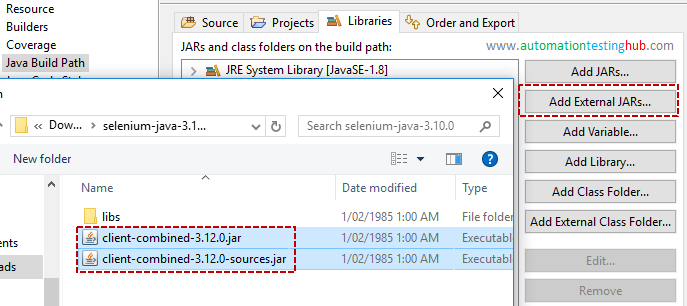 Resource
Builders
Coverage
Java Build Path
Source
Projects
Libraries
Order and Export
JARs and class folders on the build path:
www.automationtestinghub.com
JRE System Library [JavaSE-1.8]
Add JARs...
Add External JARs...
Add Variable...
Add Library...
Add Class Folder...
Add External Class Folder...
Edit...
Remove
« Dow... > selenium-java-3.1...
Search selenium-java-3.10.0
New folder
Name
Date modified
Type
libs
1/02/1985 1:00 AM
File folder
client-combined-3.12.0.jar
1/02/1985 1:00 AM
Executable
client-combined-3.12.0-sources.jar
1/02/1985 1:00 AM
Executable